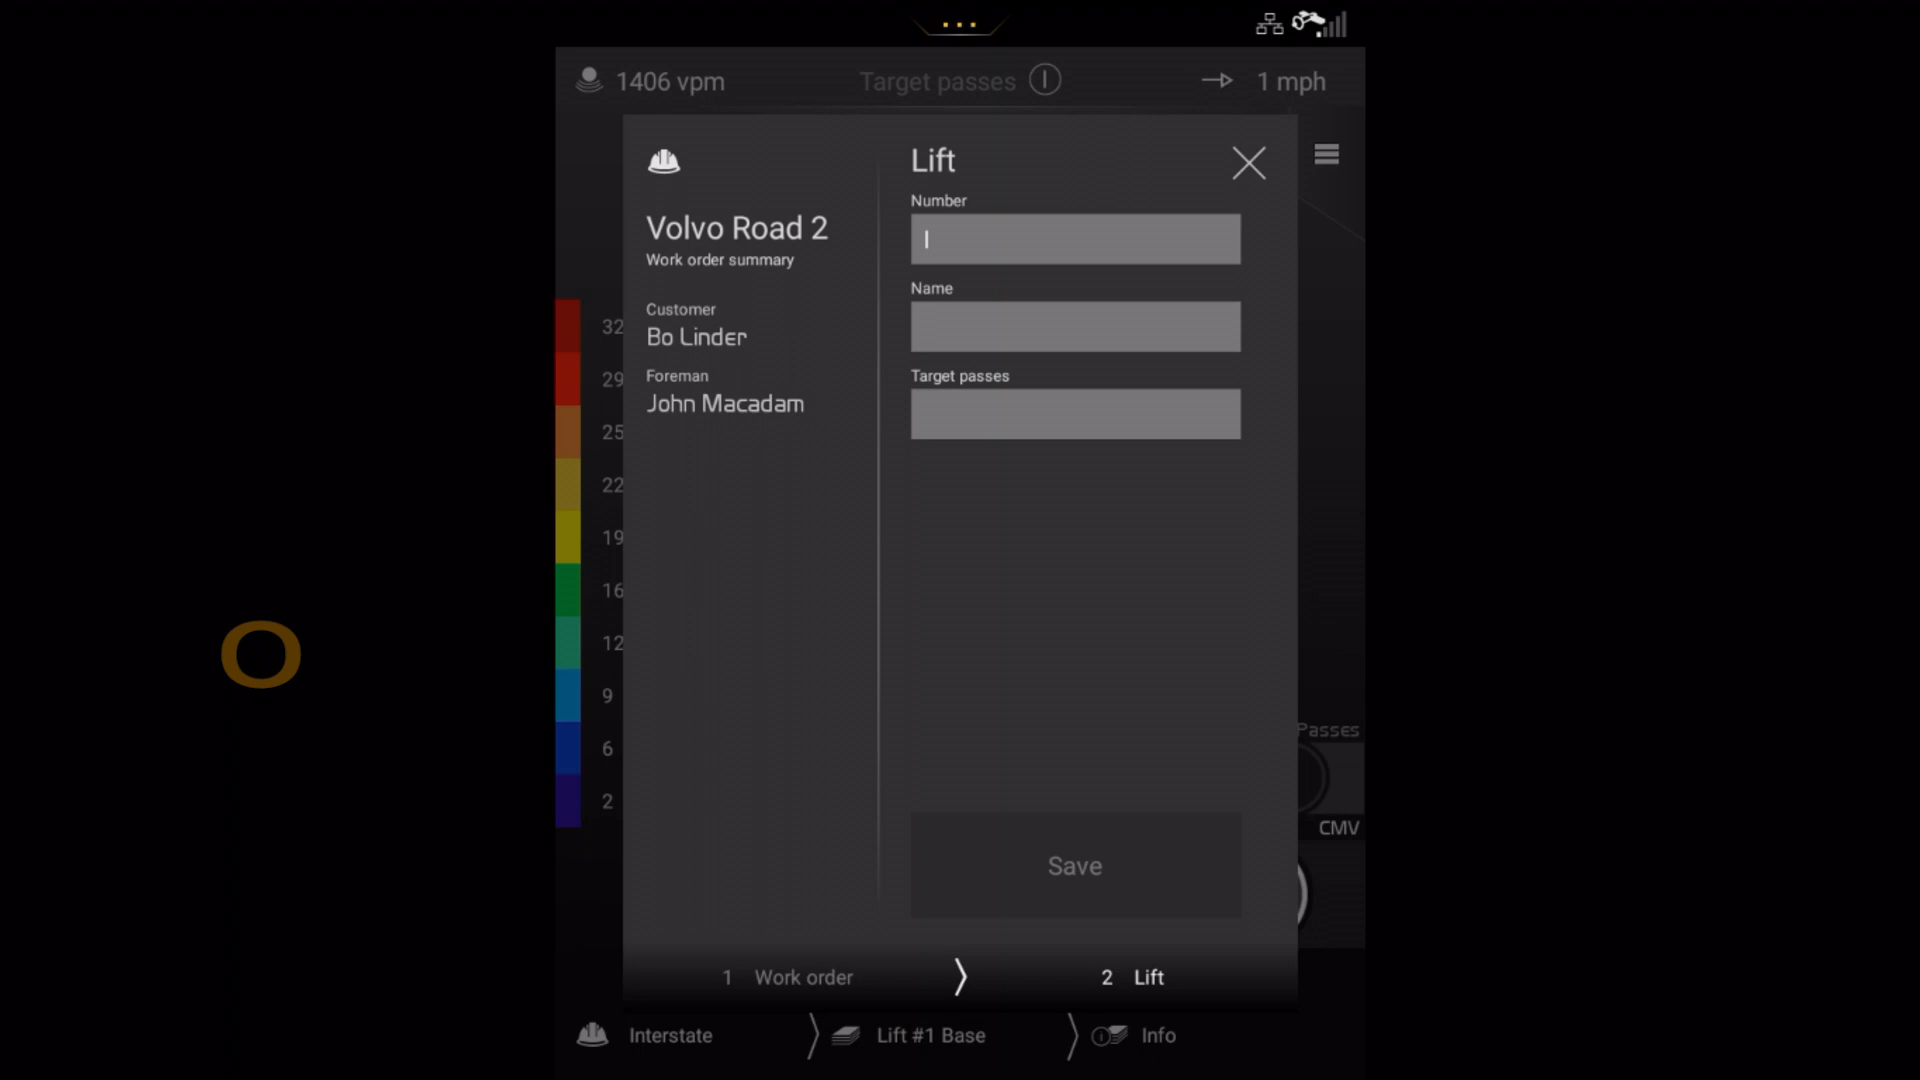 1406 vpm
Target passes
1 mph
Lift
Number
Volvo Road 2
Work order summary
Name
Customer
Bo Linder
Foreman
John Macadam
Target passes
32
29
25
22
19
16
12
9
6
2
Passes
CMV
Save
1 Work order
2 Lift
Interstate
Lift #1 Base
Info
O